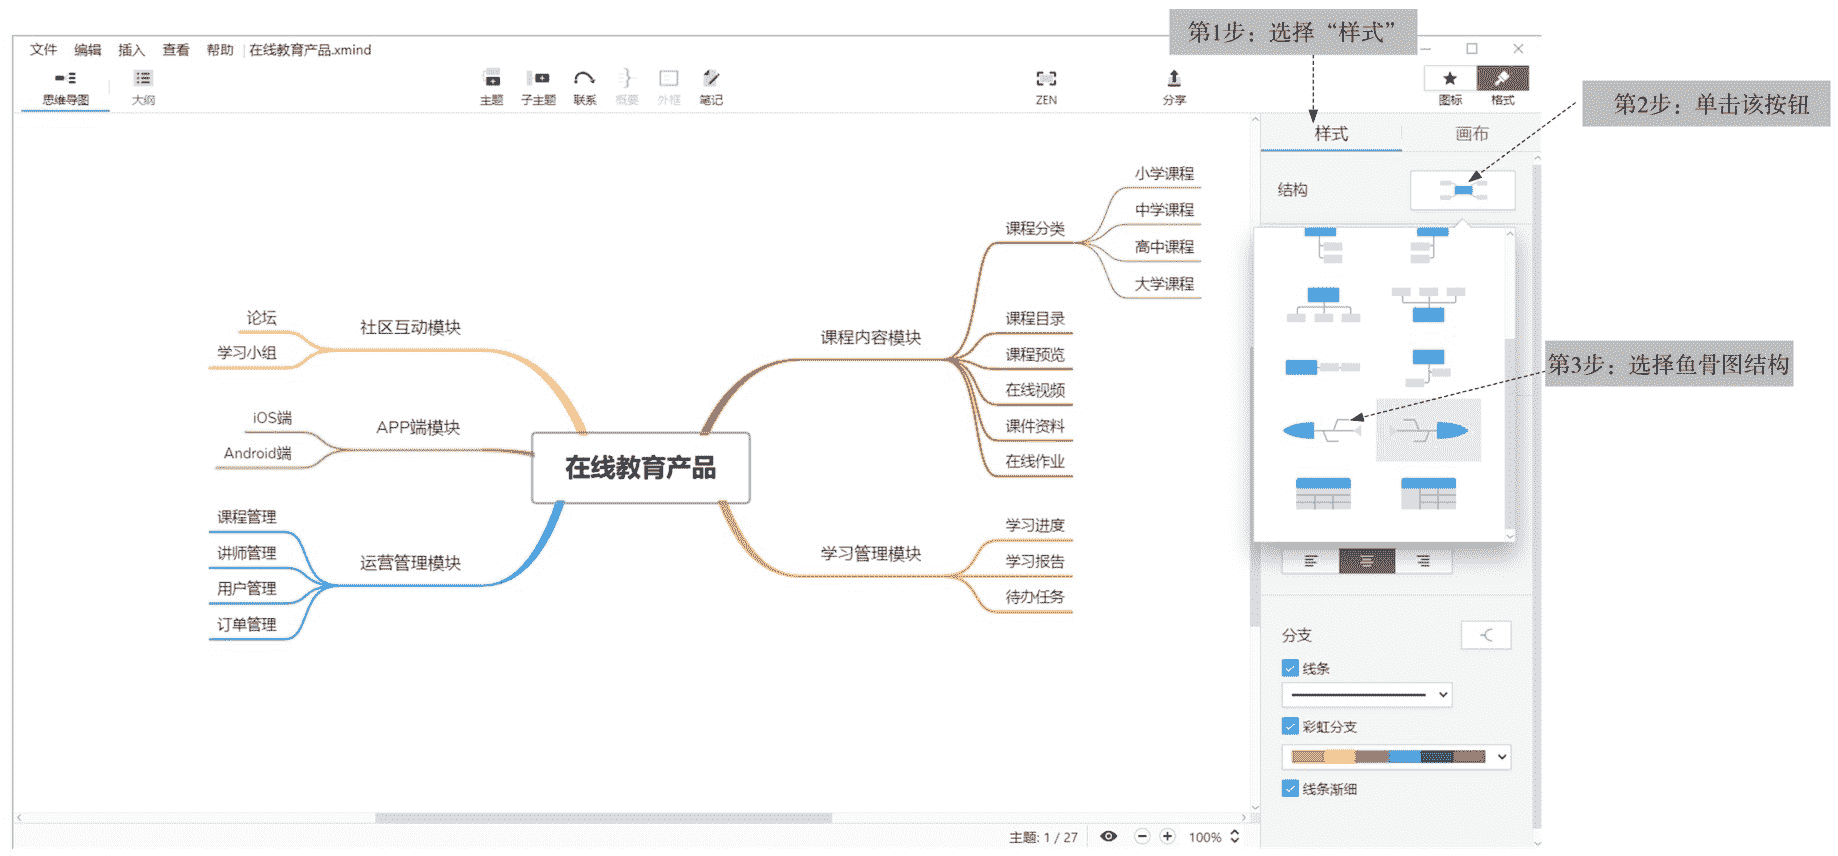 第1步：选择“样式”
文件 编辑 插入 查看 帮助 在线教育产品.xmind
思维导图 大纲 主题 子主题 联系 概要 外框 笔记 ZEN 分享 图标 格式
第2步：单击该按钮
样式 画布
结构
第3步：选择鱼骨图结构
在线教育产品
社区互动模块
论坛
学习小组
APP端模块
iOS端
Android端
运营管理模块
课程管理
讲师管理
用户管理
订单管理
课程内容模块
课程分类
小学课程
中学课程
高中课程
大学课程
课程目录
课程预览
在线视频
课件资料
在线作业
学习管理模块
学习进度
学习报告
待办任务
分支
线条
彩虹分支
线条渐细
主题: 1 / 27 100%